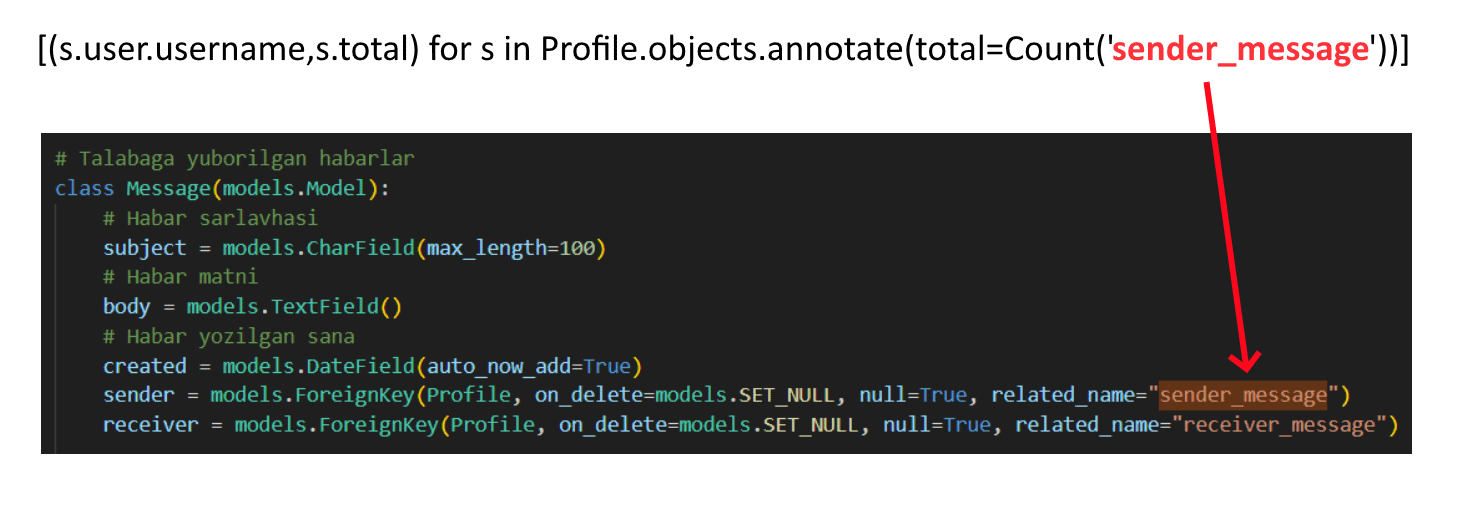 [(s.user.username,s.total) for s in Profile.objects.annotate(total=Count('sender_message'))]
# Talabaga yuborilgan habarlar
class Message(models.Model):
# Habar sarlavhasi
subject = models.CharField(max_length=100)
# Habar matni
body = models.TextField()
# Habar yozilgan sana
created = models.DateField(auto_now_add=True)
sender = models.ForeignKey(Profile, on_delete=models.SET_NULL, null=True, related_name="sender_message")
receiver = models.ForeignKey(Profile, on_delete=models.SET_NULL, null=True, related_name="receiver_message")